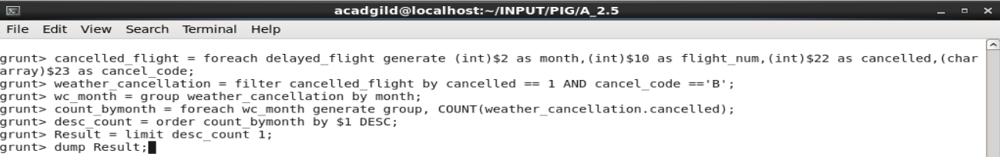 acadgild@localhost:~/INPUT/PIG/A_2.5
File Edit View Search Terminal Help
grunt> cancelled_flight = foreach delayed_flight generate (int)$2 as month,(int)$10 as flight_num,(int)$22 as cancelled,(char
array)$23 as cancel_code;
grunt> weather_cancellation = filter cancelled_flight by cancelled == 1 AND cancel_code =='B';
grunt> wc_month = group weather_cancellation by month;
grunt> count_bymonth = foreach wc_month generate group, COUNT(weather_cancellation.cancelled);
grunt> desc_count = order count_bymonth by $1 DESC;
grunt> Result = limit desc_count 1;
grunt> dump Result;